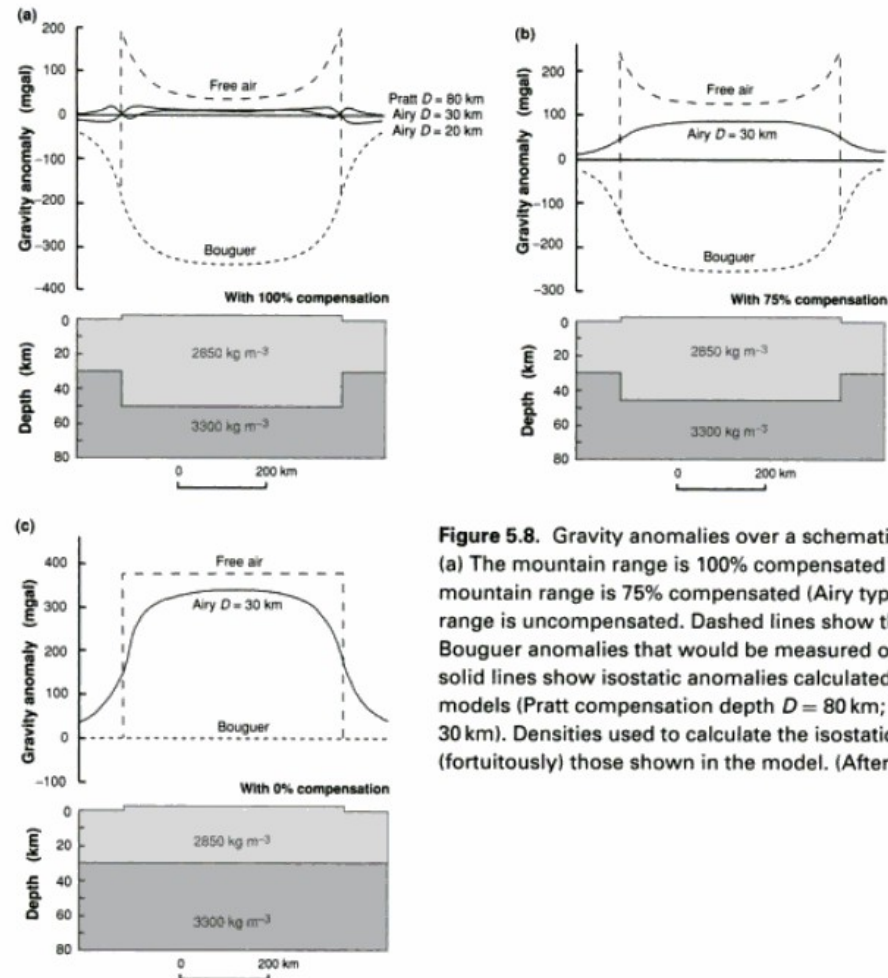 (a)
200
100
0
−100
−200
−300
−400
Gravity anomaly (mgal)
Free air
Pratt D = 80 km
Airy D = 30 km
Airy D = 20 km
Bouguer
With 100% compensation
0
20
40
60
80
Depth (km)
2850 kg m⁻³
3300 kg m⁻³
0 200 km
(b)
200
100
0
−100
−200
−300
Gravity anomaly (mgal)
Free air
Airy D = 30 km
Bouguer
With 75% compensation
0
20
40
60
80
Depth (km)
2850 kg m⁻³
3300 kg m⁻³
0 200 km
(c)
400
300
200
100
0
−100
Gravity anomaly (mgal)
Free air
Airy D = 30 km
Bouguer
With 0% compensation
0
20
40
60
80
Depth (km)
2850 kg m⁻³
3300 kg m⁻³
0 200 km
Figure 5.8. Gravity anomalies over a schemati
(a) The mountain range is 100% compensated
mountain range is 75% compensated (Airy typ
range is uncompensated. Dashed lines show th
Bouguer anomalies that would be measured o
solid lines show isostatic anomalies calculated
models (Pratt compensation depth D = 80 km;
30 km). Densities used to calculate the isostati
(fortuitously) those shown in the model. (After